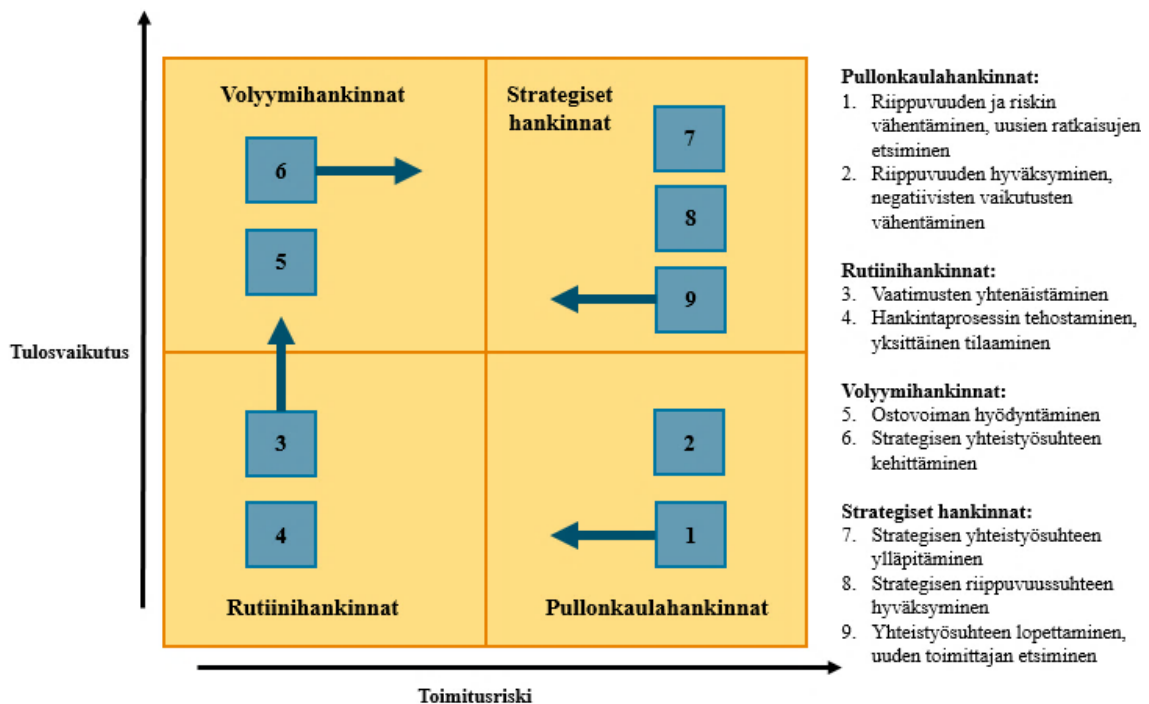 Volyymihankinnat
Strategiset
hankinnat
7
6
8
5
9
Tulosvaikutus
3
2
4
1
Rutiinihankinnat
Pullonkaulahankinnat
Toimitusriski
Pullonkaulahankinnat:
1. Riippuvuuden ja riskin
vähentäminen, uusien ratkaisujen
etsiminen
2. Riippuvuuden hyväksyminen,
negatiivisten vaikutusten
vähentäminen
Rutiinihankinnat:
3. Vaatimusten yhtenäistäminen
4. Hankintaprosessin tehostaminen,
yksittäinen tilaaminen
Volyymihankinnat:
5. Ostovoiman hyödyntäminen
6. Strategisen yhteistyösuhteen
kehittäminen
Strategiset hankinnat:
7. Strategisen yhteistyösuhteen
ylläpitäminen
8. Strategisen riippuvuussuhteen
hyväksyminen
9. Yhteistyösuhteen lopettaminen,
uuden toimittajan etsiminen